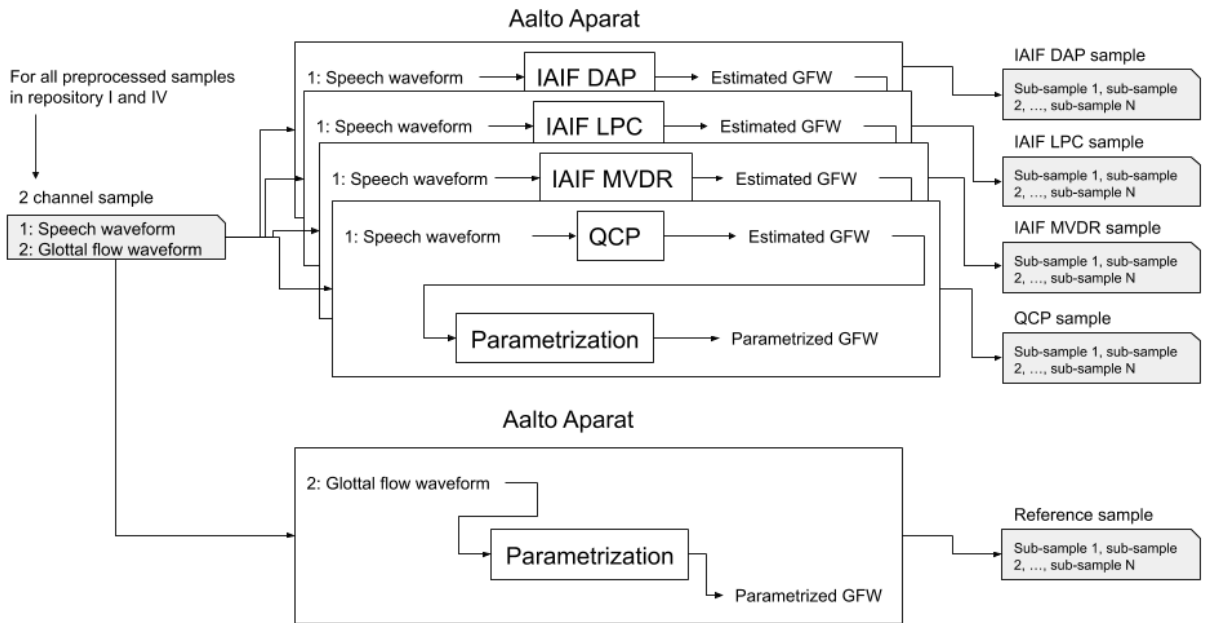 Aalto Aparat
For all preprocessed samples
in repository I and IV
2 channel sample
1: Speech waveform
2: Glottal flow waveform
1: Speech waveform
IAIF DAP
Estimated GFW
1: Speech waveform
IAIF LPC
Estimated GFW
1: Speech waveform
IAIF MVDR
Estimated GFW
1: Speech waveform
QCP
Estimated GFW
Parametrization
Parametrized GFW
IAIF DAP sample
Sub-sample 1, sub-sample
2, ..., sub-sample N
IAIF LPC sample
Sub-sample 1, sub-sample
2, ..., sub-sample N
IAIF MVDR sample
Sub-sample 1, sub-sample
2, ..., sub-sample N
QCP sample
Sub-sample 1, sub-sample
2, ..., sub-sample N
Aalto Aparat
2: Glottal flow waveform
Parametrization
Parametrized GFW
Reference sample
Sub-sample 1, sub-sample
2, ..., sub-sample N